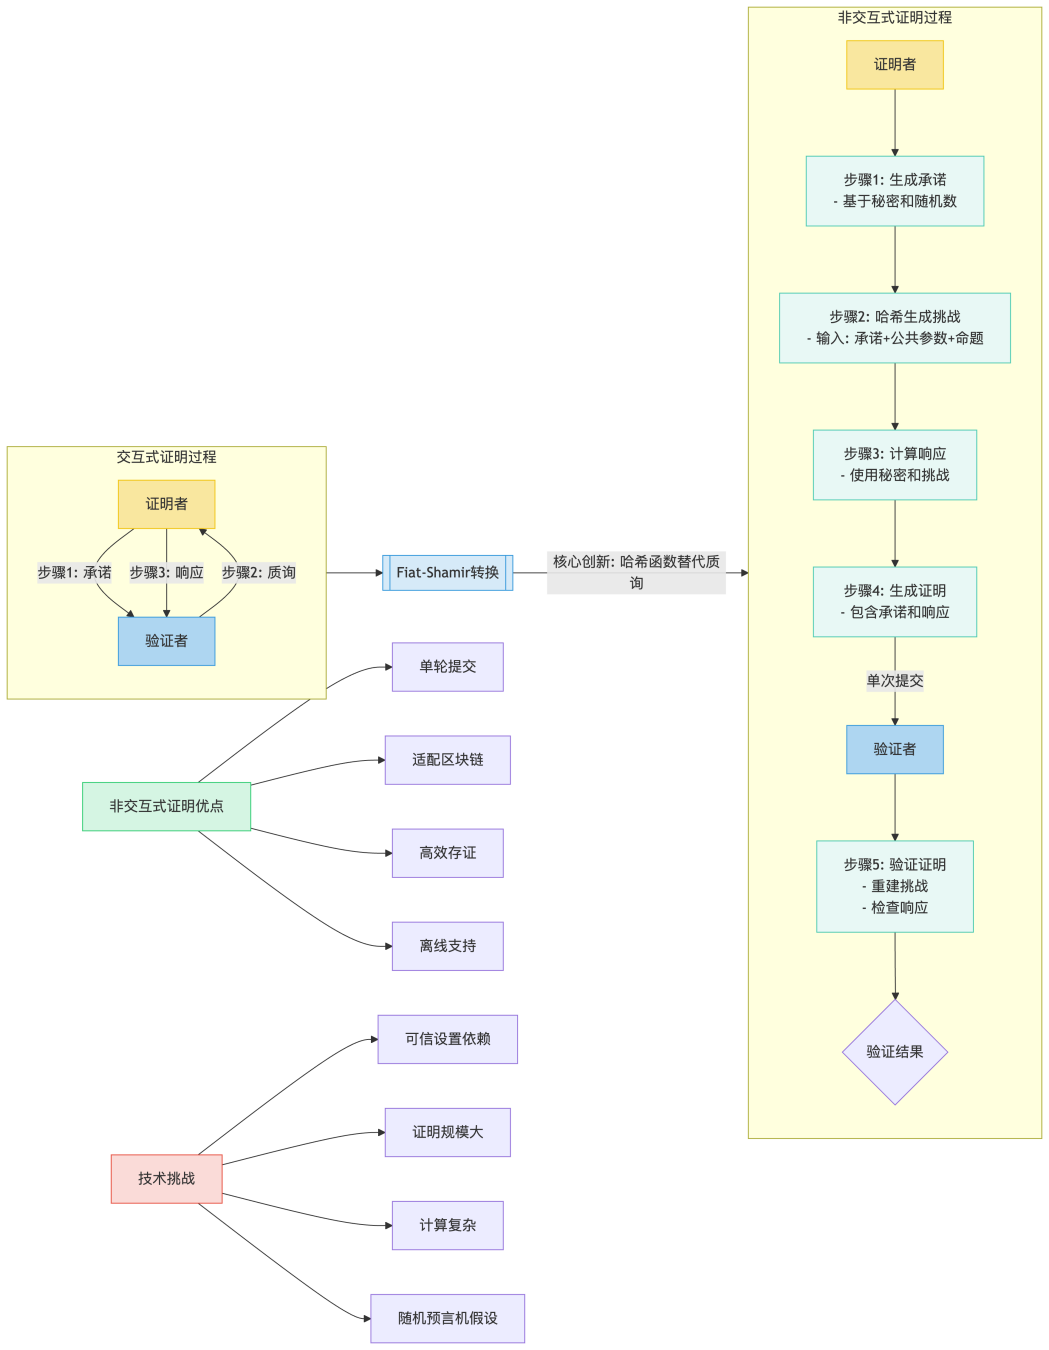 交互式证明过程
证明者
步骤1: 承诺
步骤3: 响应
步骤2: 质询
验证者
Fiat-Shamir转换
核心创新: 哈希函数替代质
询
非交互式证明过程
证明者
步骤1: 生成承诺
- 基于秘密和随机数
步骤2: 哈希生成挑战
- 输入: 承诺+公共参数+命题
步骤3: 计算响应
- 使用秘密和挑战
步骤4: 生成证明
- 包含承诺和响应
单次提交
验证者
步骤5: 验证证明
- 重建挑战
- 检查响应
验证结果
非交互式证明优点
单轮提交
适配区块链
高效存证
离线支持
技术挑战
可信设置依赖
证明规模大
计算复杂
随机预言机假设